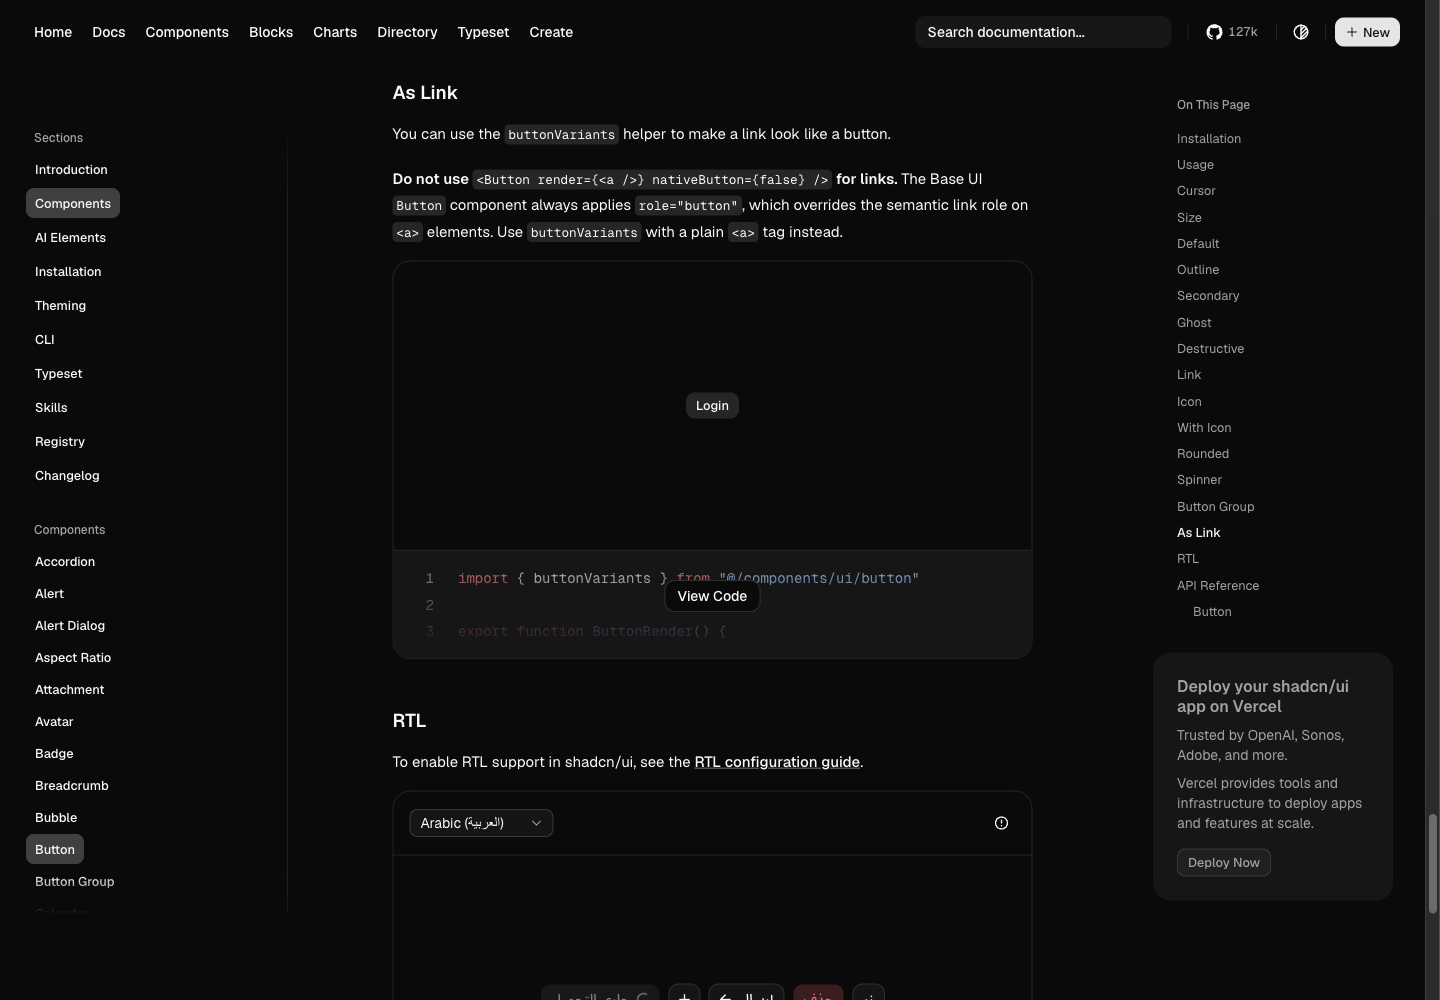 Home Docs Components Blocks Charts Directory Typeset Create
Search documentation...
127k
New
Sections
Introduction
Components
AI Elements
Installation
Theming
CLI
Typeset
Skills
Registry
Changelog
Components
Accordion
Alert
Alert Dialog
Aspect Ratio
Attachment
Avatar
Badge
Breadcrumb
Bubble
Button
Button Group
Calendar
As Link
You can use the buttonVariants helper to make a link look like a button.
Do not use <Button render={<a />} nativeButton={false} /> for links. The Base UI
Button component always applies role="button", which overrides the semantic link role on
<a> elements. Use buttonVariants with a plain <a> tag instead.
Login
1 import { buttonVariants } from "@/components/ui/button"
View Code
2
3 export function ButtonRender() {
RTL
To enable RTL support in shadcn/ui, see the RTL configuration guide.
Arabic (العربية)
حذف
On This Page
Installation
Usage
Cursor
Size
Default
Outline
Secondary
Ghost
Destructive
Link
Icon
With Icon
Rounded
Spinner
Button Group
As Link
RTL
API Reference
Button
Deploy your shadcn/ui
app on Vercel
Trusted by OpenAI, Sonos,
Adobe, and more.
Vercel provides tools and
infrastructure to deploy apps
and features at scale.
Deploy Now